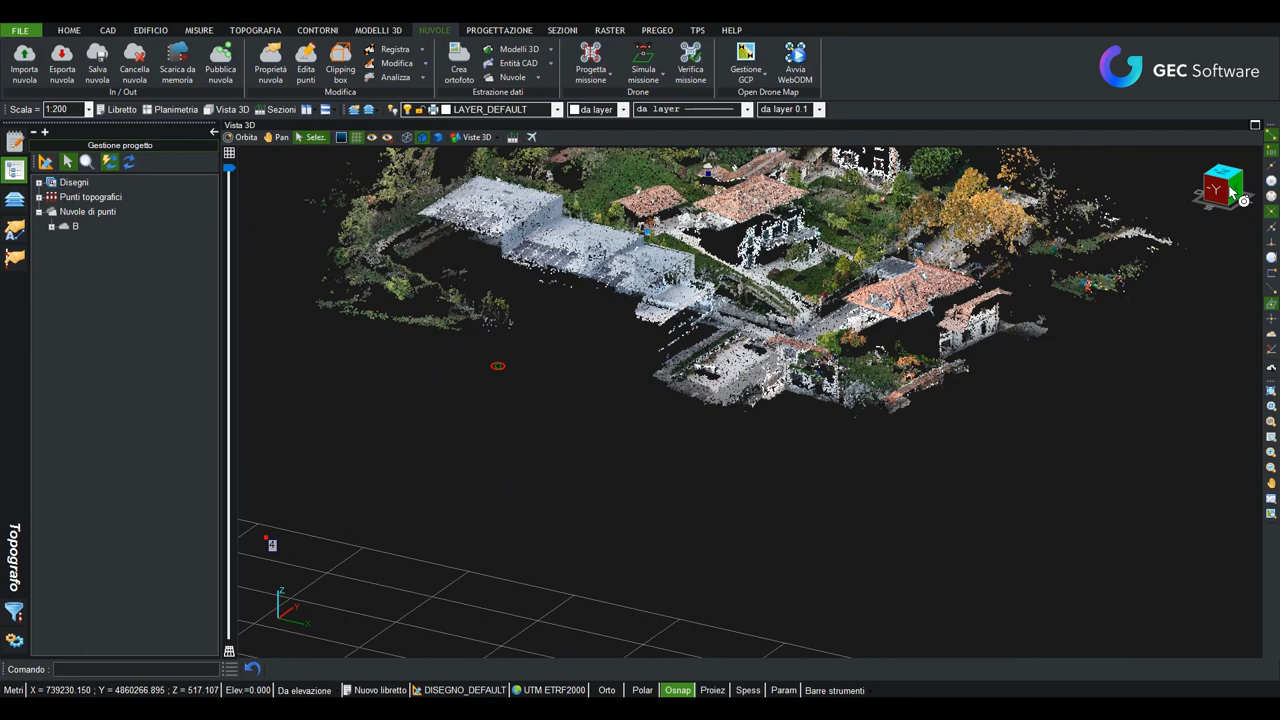 FILE HOME CAD EDIFICIO MISURE TOPOGRAFIA CONTORNI MODELLI 3D NUVOLE PROGETTAZIONE SEZIONI RASTER PREGEO TPS HELP
Importa nuvola
Esporta nuvola
Salva nuvola
Cancella nuvola
Scarica da memoria
Pubblica nuvola
In / Out
Proprietà nuvola
Edita punti
Clipping box
Registra
Modifica
Analizza
Modifica
Crea ortofoto
Modelli 3D
Entità CAD
Nuvole
Estrazione dati
Progetta missione
Simula missione
Verifica missione
Drone
Gestione GCP
Avvia WebODM
Open Drone Map
GEC Software
Scala = 1:200 Libretto Planimetria Vista 3D Sezioni LAYER_DEFAULT da layer da layer da layer 0.1
Vista 3D
Gestione progetto
Orbita Pan Selez. Viste 3D
Disegni
Punti topografici
Nuvole di punti
B
-Y
4
Z
Y
X
Topografo
Comando :
Metri X = 739230.150 ; Y = 4860266.895 ; Z = 517.107 Elev=0.000 Da elevazione Nuovo libretto DISEGNO_DEFAULT UTM ETRF2000 Orto Polar Osnap Proiez Spess Param Barre strumenti